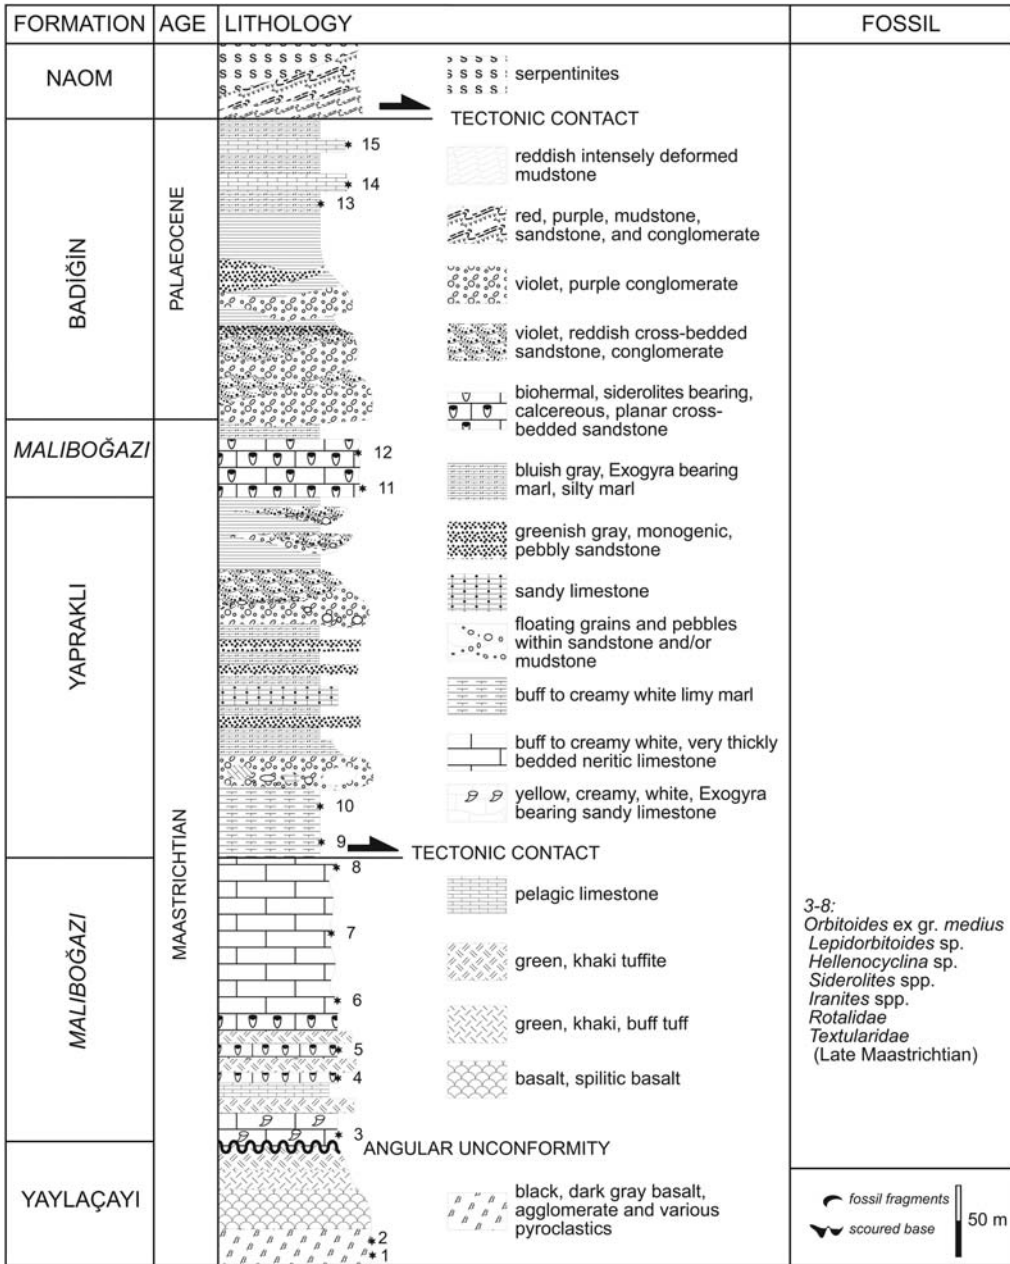 FORMATION AGE LITHOLOGY FOSSIL
NAOM
serpentinites
TECTONIC CONTACT
BADİĞİN
PALAEOCENE
15
14
13
reddish intensely deformed
mudstone
red, purple, mudstone,
sandstone, and conglomerate
violet, purple conglomerate
violet, reddish cross-bedded
sandstone, conglomerate
biohermal, siderolites bearing,
calcereous, planar cross-
bedded sandstone
MALIBOĞAZI
12
11
bluish gray, Exogyra bearing
marl, silty marl
greenish gray, monogenic,
pebbly sandstone
sandy limestone
floating grains and pebbles
within sandstone and/or
mudstone
YAPRAKLI
buff to creamy white limy marl
buff to creamy white, very thickly
bedded neritic limestone
yellow, creamy, white, Exogyra
bearing sandy limestone
10
9
TECTONIC CONTACT
MAASTRICHTIAN
MALIBOĞAZI
8
7
6
5
4
3
pelagic limestone
green, khaki tuffite
green, khaki, buff tuff
basalt, spilitic basalt
3-8:
Orbitoides ex gr. medius
Lepidorbitoides sp.
Hellenocyclina sp.
Siderolites spp.
Iranites spp.
Rotalidae
Textularidae
(Late Maastrichtian)
ANGULAR UNCONFORMITY
YAYLAÇAYI
black, dark gray basalt,
agglomerate and various
pyroclastics
2
1
fossil fragments
scoured base
50 m
S S S S S S
S S S S S S
S S S S S
S S S S
S S S
S S S S
S S S S
S S S S